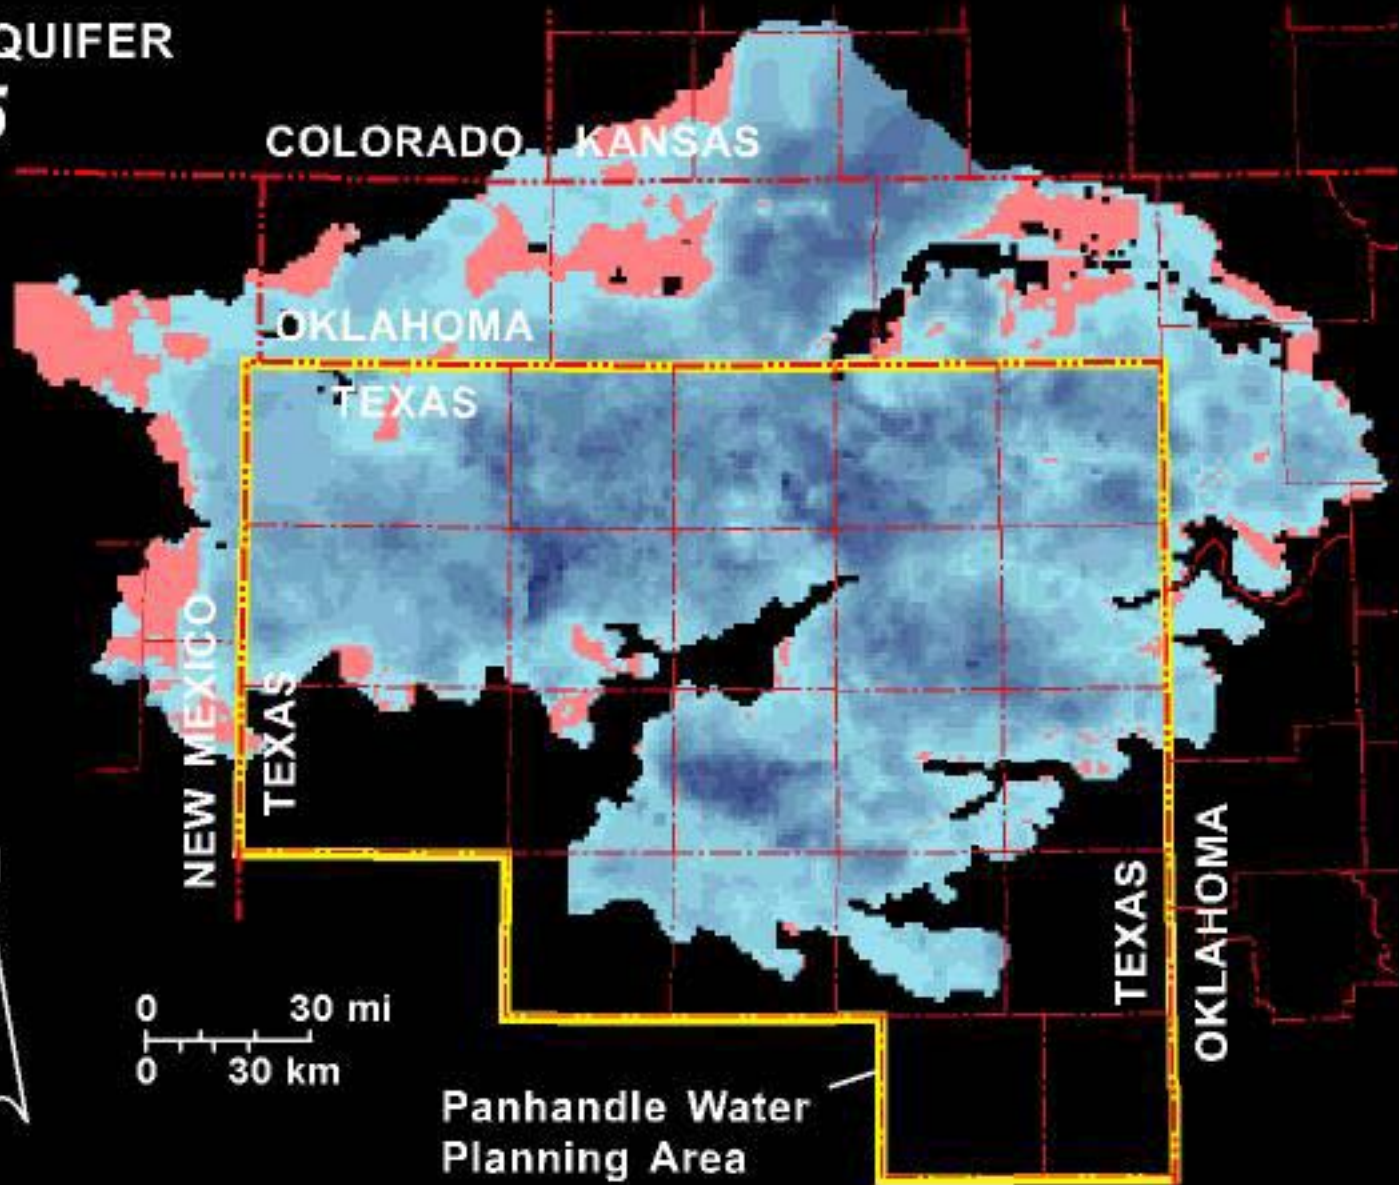 QUIFER
COLORADO KANSAS
OKLAHOMA
TEXAS
NEW MEXICO
TEXAS
TEXAS
OKLAHOMA
0 30 mi
0 30 km
Panhandle Water
Planning Area